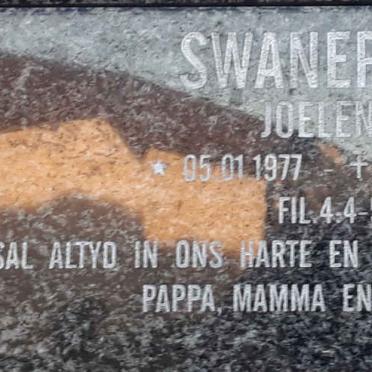 SWANEP
JOELEN
* 05.01.1977 - +
FIL.4-4-
SAL ALTYD IN ONS HARTE EN
PAPPA, MAMMA EN